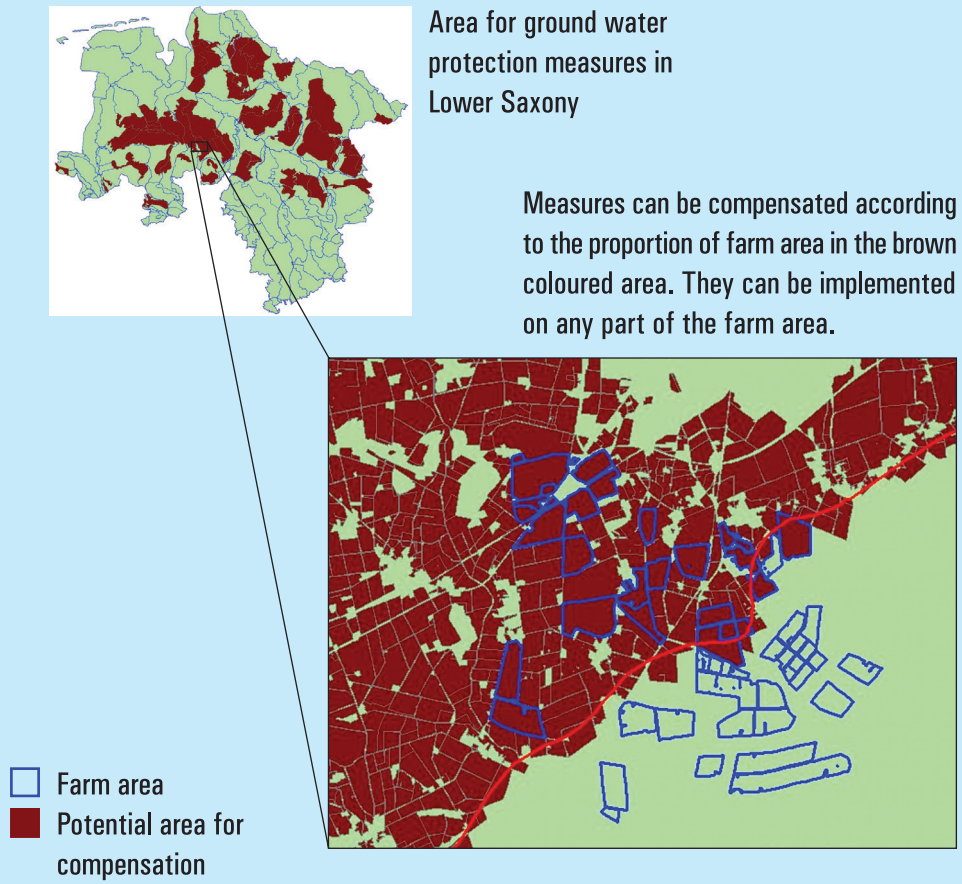 Area for ground water
protection measures in
Lower Saxony
Measures can be compensated according
to the proportion of farm area in the brown
coloured area. They can be implemented
on any part of the farm area.
Farm area
Potential area for
compensation